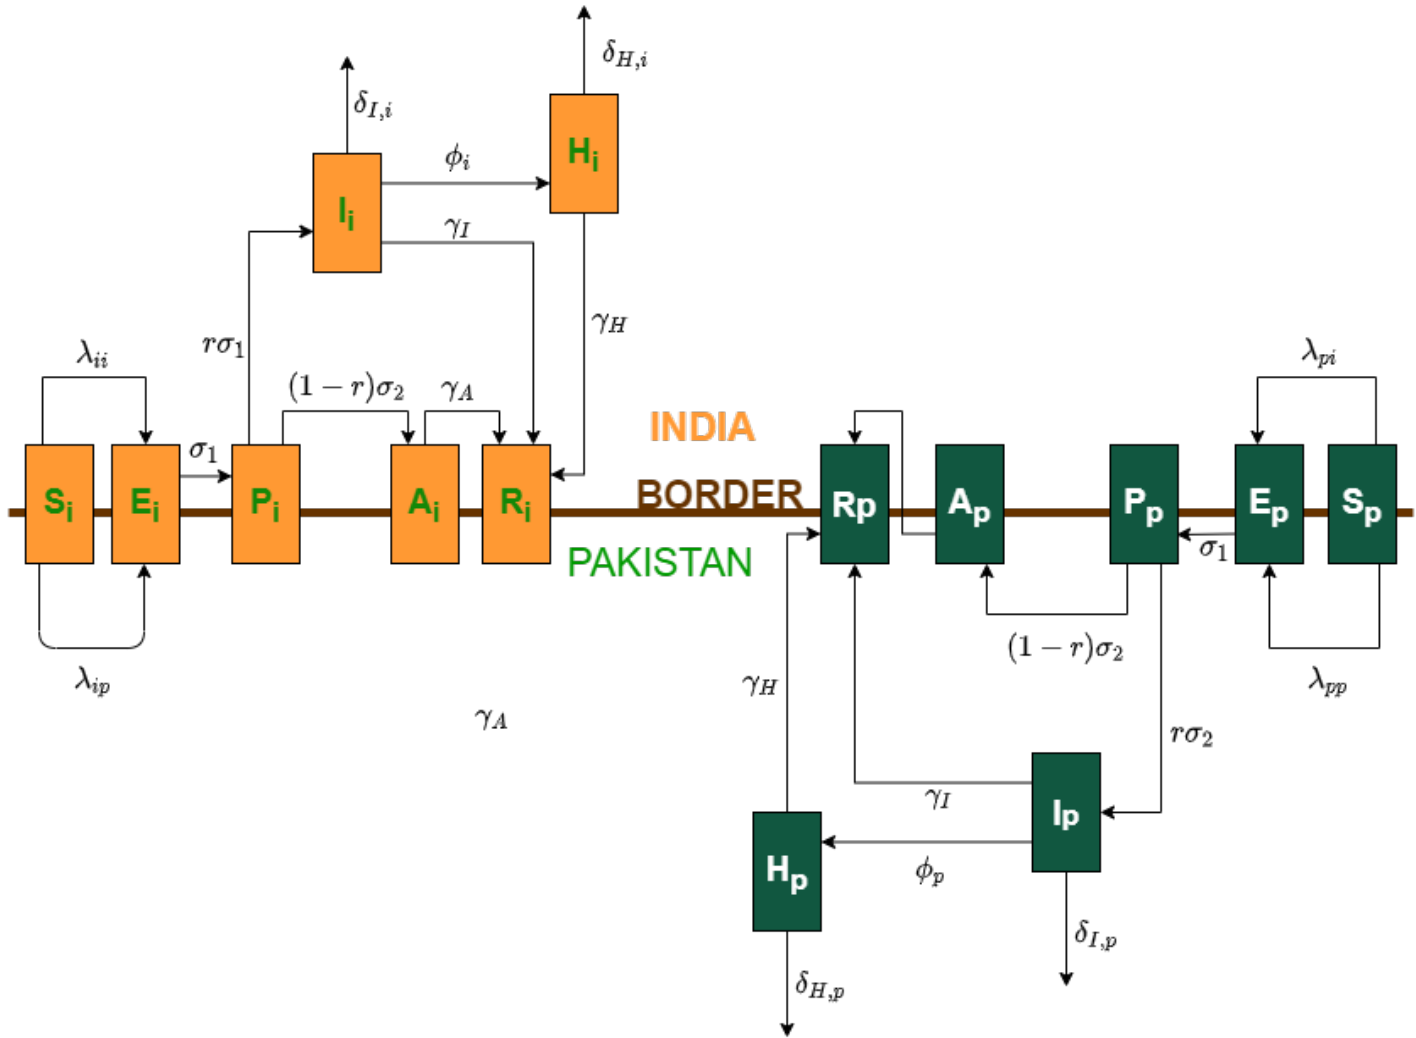 δ_{H,i}
δ_{I,i}
H_i
ϕ_i
I_i
γ_I
γ_H
rσ_1
λ_{ii}
(1 − r)σ_2
γ_A
σ_1
S_i
E_i
P_i
A_i
R_i
λ_{ip}
INDIA
BORDER
PAKISTAN
λ_{pi}
Rp
A_p
P_p
E_p
S_p
σ_1
(1 − r)σ_2
λ_{pp}
γ_H
γ_A
rσ_2
γ_I
I_p
H_p
ϕ_p
δ_{I,p}
δ_{H,p}